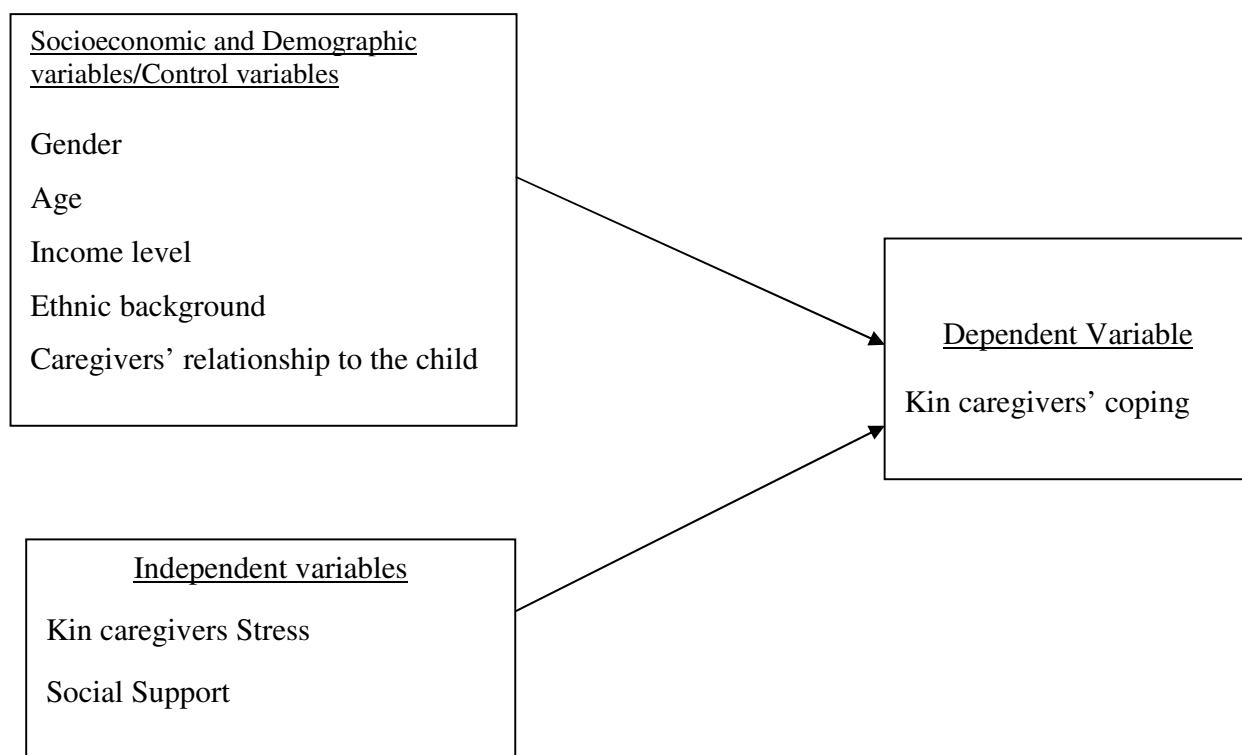 Socioeconomic and Demographic
variables/Control variables
Gender
Age
Income level
Ethnic background
Caregivers’ relationship to the child
Dependent Variable
Kin caregivers’ coping
Independent variables
Kin caregivers Stress
Social Support